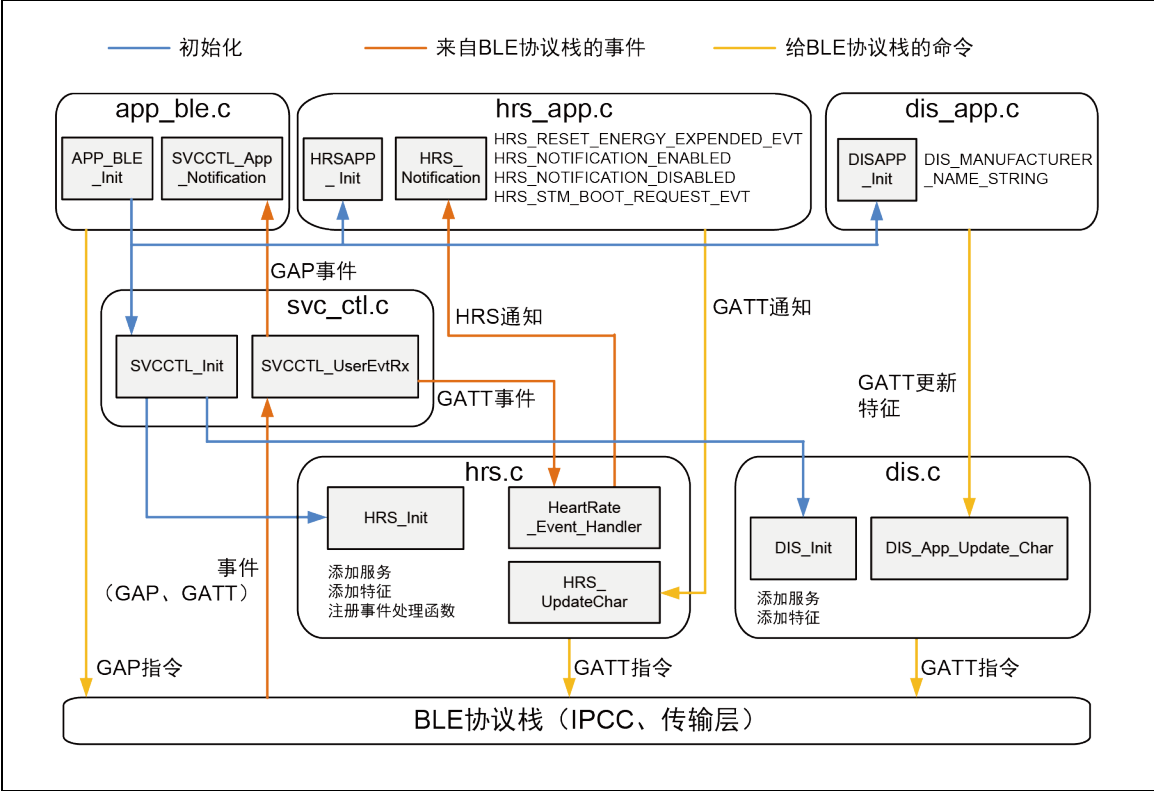 初始化
来自BLE协议栈的事件
给BLE协议栈的命令
app_ble.c
APP_BLE
_Init
SVCCTL_App
_Notification
hrs_app.c
HRSAPP
_ Init
HRS_
Notification
HRS_RESET_ENERGY_EXPENDED_EVT
HRS_NOTIFICATION_ENABLED
HRS_NOTIFICATION_DISABLED
HRS_STM_BOOT_REQUEST_EVT
dis_app.c
DISAPP
_Init
DIS_MANUFACTURER
_NAME_STRING
GAP事件
svc_ctl.c
SVCCTL_Init
SVCCTL_UserEvtRx
HRS通知
GATT通知
GATT事件
GATT更新
特征
hrs.c
HRS_Init
添加服务
添加特征
注册事件处理函数
HeartRate
_Event_Handler
HRS_
UpdateChar
dis.c
DIS_Init
添加服务
添加特征
DIS_App_Update_Char
事件
（GAP、GATT）
GAP指令
GATT指令
GATT指令
BLE协议栈（IPCC、传输层）